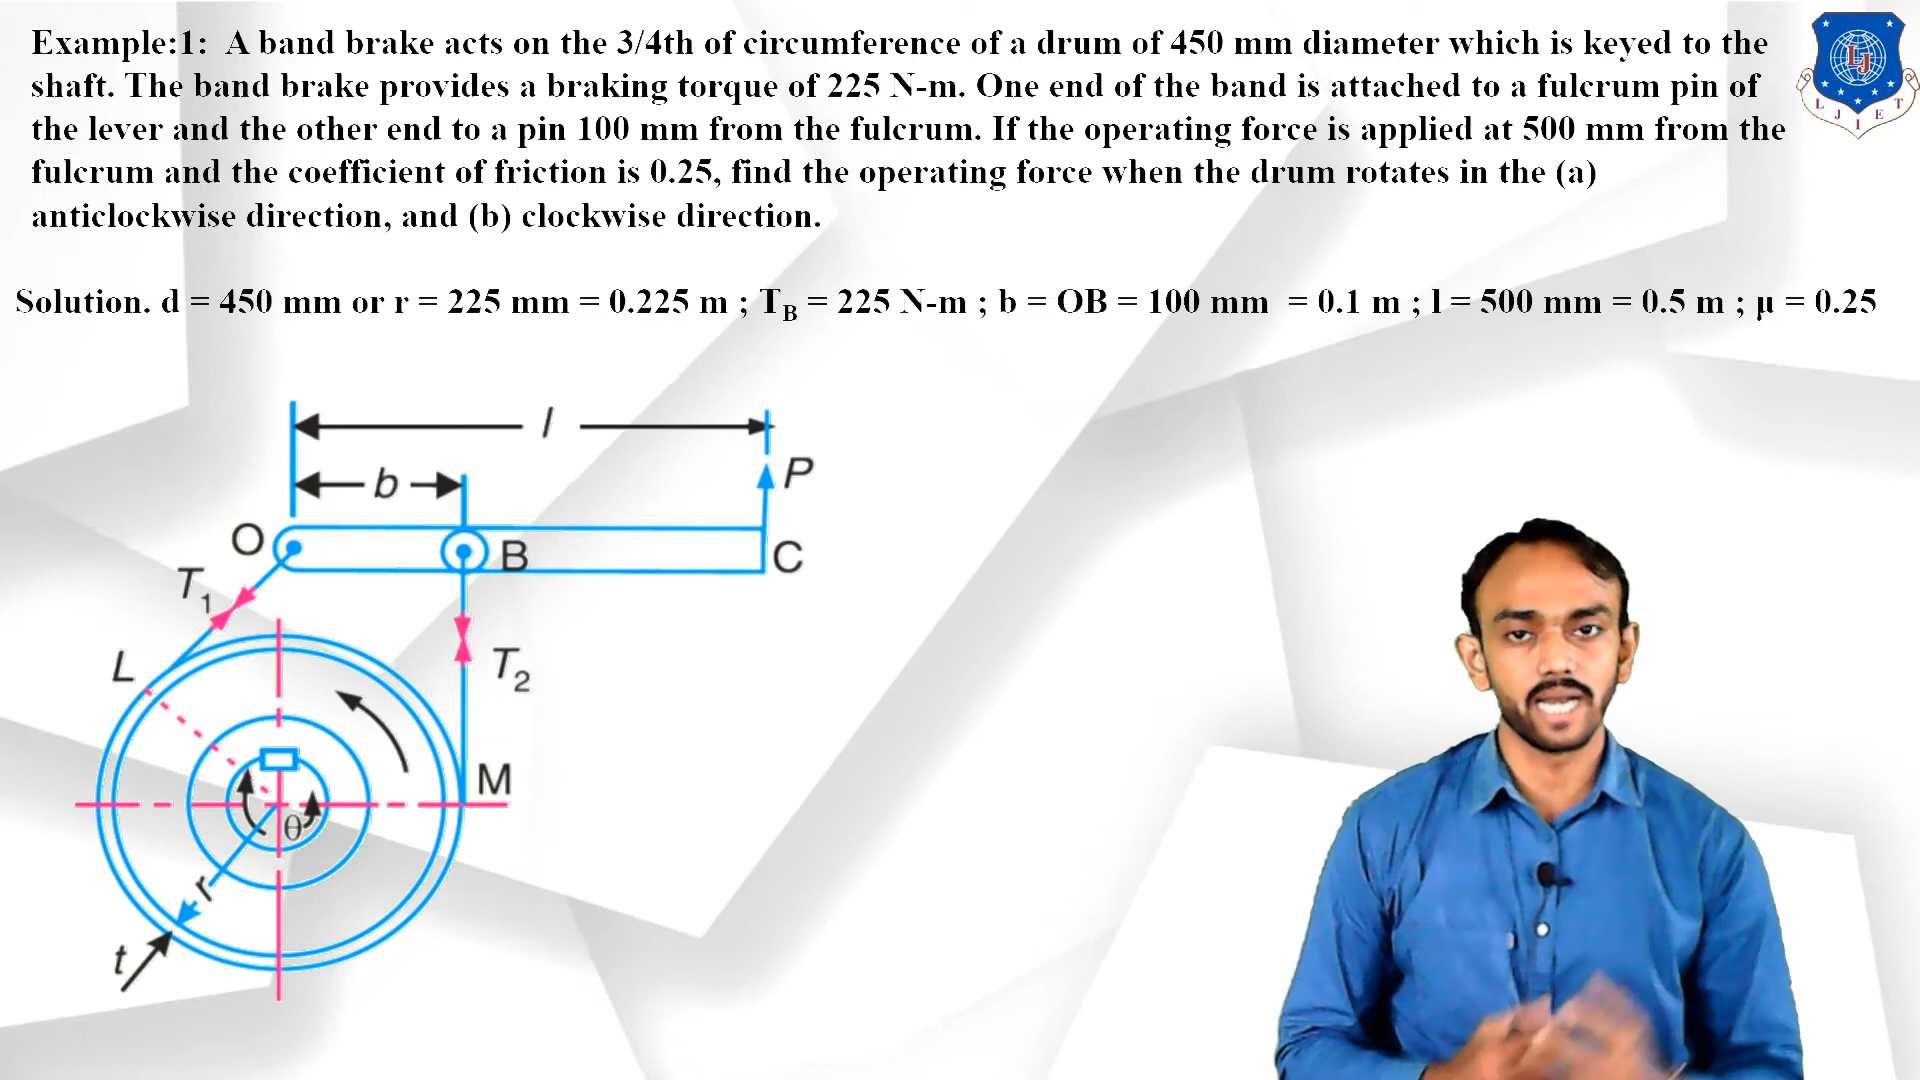 Example:1: A band brake acts on the 3/4th of circumference of a drum of 450 mm diameter which is keyed to the
shaft. The band brake provides a braking torque of 225 N-m. One end of the band is attached to a fulcrum pin of
the lever and the other end to a pin 100 mm from the fulcrum. If the operating force is applied at 500 mm from the
fulcrum and the coefficient of friction is 0.25, find the operating force when the drum rotates in the (a)
anticlockwise direction, and (b) clockwise direction.
L J I E T
Solution. d = 450 mm or r = 225 mm = 0.225 m ; T_B = 225 N-m ; b = OB = 100 mm = 0.1 m ; l = 500 mm = 0.5 m ; μ = 0.25
l
b
P
O
B
C
T₁
L
T₂
M
θ
r
t